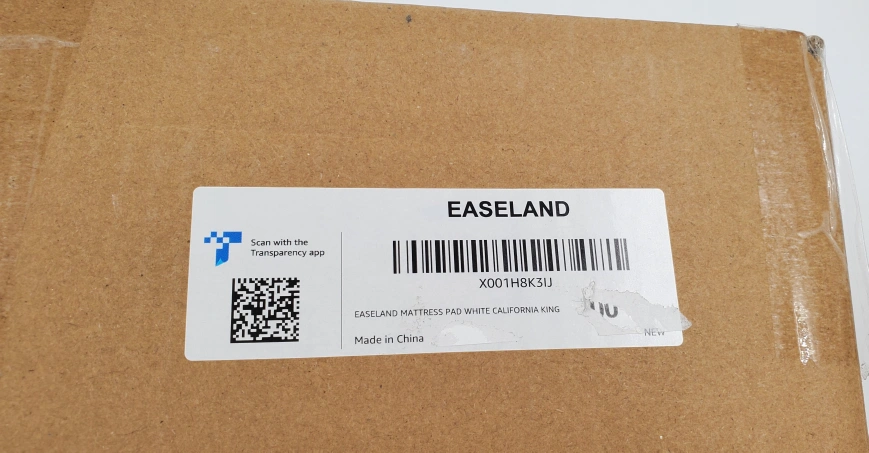 EASELAND
Scan with the
Transparency app
X001H8K3IJ
EASELAND MATTRESS PAD WHITE CALIFORNIA KING
Made in China
NEW